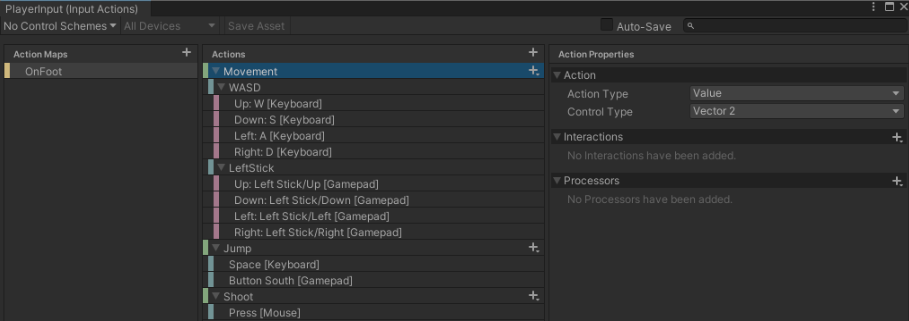 PlayerInput (Input Actions)
No Control Schemes All Devices Save Asset Auto-Save
Action Maps
OnFoot
Actions
Movement
WASD
Up: W [Keyboard]
Down: S [Keyboard]
Left: A [Keyboard]
Right: D [Keyboard]
LeftStick
Up: Left Stick/Up [Gamepad]
Down: Left Stick/Down [Gamepad]
Left: Left Stick/Left [Gamepad]
Right: Left Stick/Right [Gamepad]
Jump
Space [Keyboard]
Button South [Gamepad]
Shoot
Press [Mouse]
Action Properties
Action
Action Type Value
Control Type Vector 2
Interactions
No Interactions have been added.
Processors
No Processors have been added.